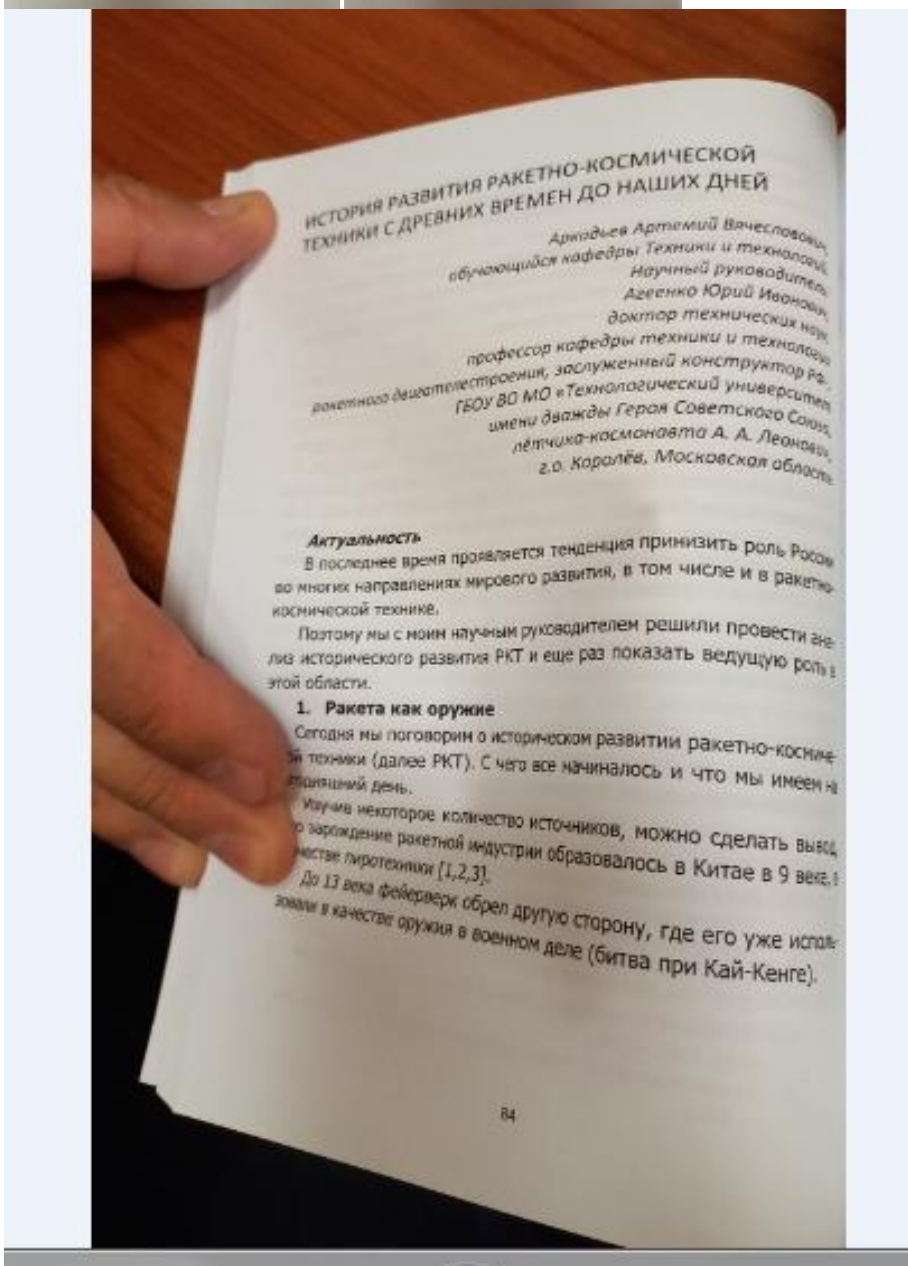 ИСТОРИЯ РАЗВИТИЯ РАКЕТНО-КОСМИЧЕСКОЙ
ТЕХНИКИ С ДРЕВНИХ ВРЕМЕН ДО НАШИХ ДНЕЙ
Аркадьев Артемий Вячеславович,
обучающийся кафедры Техники и технологий,
Научный руководитель
Агеенко Юрий Иванович,
доктор технических наук,
профессор кафедры техники и технологии
ракетного двигателестроения, заслуженный конструктор РФ,
ГБОУ ВО МО «Технологический университет
имени дважды Героя Советского Союза,
лётчика-космонавта А. А. Леонова»,
г.о. Королёв, Московская область
Актуальность
В последнее время проявляется тенденция принизить роль России
во многих направлениях мирового развития, в том числе и в ракетно-
космической технике.
Поэтому мы с моим научным руководителем решили провести ана-
лиз исторического развития РКТ и еще раз показать ведущую роль в
этой области.
1. Ракета как оружие
Сегодня мы поговорим о историческом развитии ракетно-космиче-
ой техники (далее РКТ). С чего все начиналось и что мы имеем на
годняшний день.
Изучив некоторое количество источников, можно сделать вывод,
о зарождение ракетной индустрии образовалось в Китае в 9 веке, в
честве пиротехники [1,2,3].
До 13 века фейерверк обрел другую сторону, где его уже исполь-
зовали в качестве оружия в военном деле (битва при Кай-Кенге).
84